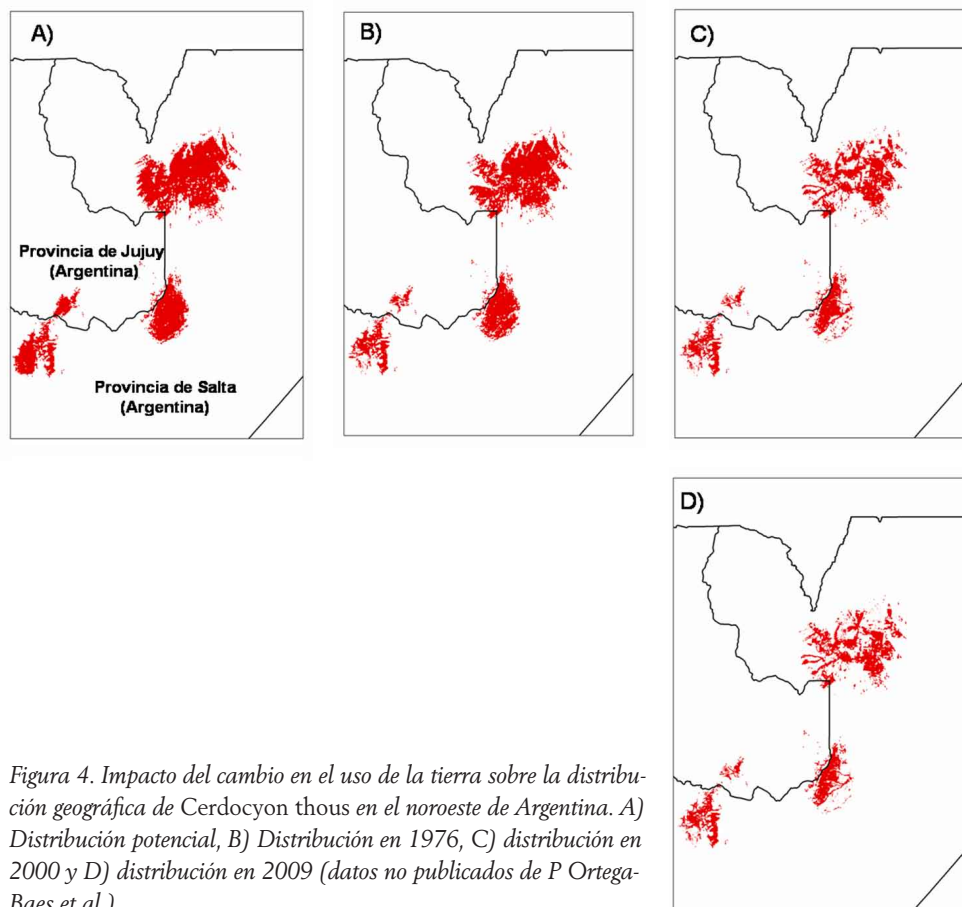 A)
B)
C)
Provincia de Jujuy
(Argentina)
Provincia de Salta
(Argentina)
D)
Figura 4. Impacto del cambio en el uso de la tierra sobre la distribu-
ción geográfica de Cerdocyon thous en el noroeste de Argentina. A)
Distribución potencial, B) Distribución en 1976, C) distribución en
2000 y D) distribución en 2009 (datos no publicados de P Ortega-
Baes et al.)